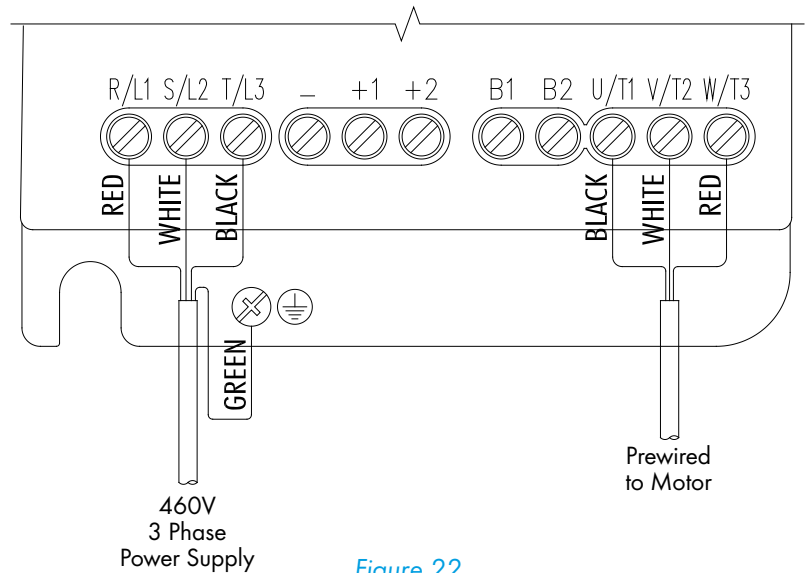 R/L1 S/L2 T/L3 – +1 +2 B1 B2 U/T1 V/T2 W/T3
RED
WHITE
BLACK
BLACK
WHITE
RED
GREEN
Prewired
to Motor
460V
3 Phase
Power Supply
Figure 22